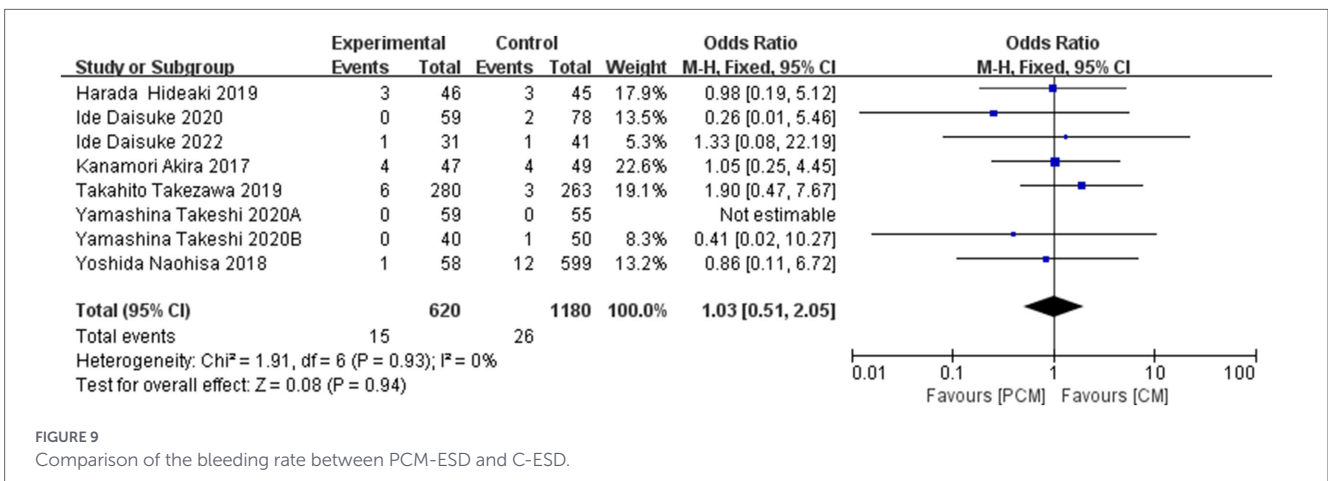 Experimental Control Odds Ratio Odds Ratio
Study or Subgroup Events Total Events Total Weight M-H, Fixed, 95% CI M-H, Fixed, 95% CI
Harada Hideaki 2019 3 46 3 45 17.9% 0.98 [0.19, 5.12]
Ide Daisuke 2020 0 59 2 78 13.5% 0.26 [0.01, 5.46]
Ide Daisuke 2022 1 31 1 41 5.3% 1.33 [0.08, 22.19]
Kanamori Akira 2017 4 47 4 49 22.6% 1.05 [0.25, 4.45]
Takahito Takezawa 2019 6 280 3 263 19.1% 1.90 [0.47, 7.67]
Yamashina Takeshi 2020A 0 59 0 55 Not estimable
Yamashina Takeshi 2020B 0 40 1 50 8.3% 0.41 [0.02, 10.27]
Yoshida Naohisa 2018 1 58 12 599 13.2% 0.86 [0.11, 6.72]
Total (95% CI) 620 1180 100.0% 1.03 [0.51, 2.05]
Total events 15 26
Heterogeneity: Chi² = 1.91, df = 6 (P = 0.93); I² = 0%
Test for overall effect: Z = 0.08 (P = 0.94)
0.01 0.1 1 10 100
Favours [PCM] Favours [CM]
FIGURE 9
Comparison of the bleeding rate between PCM-ESD and C-ESD.